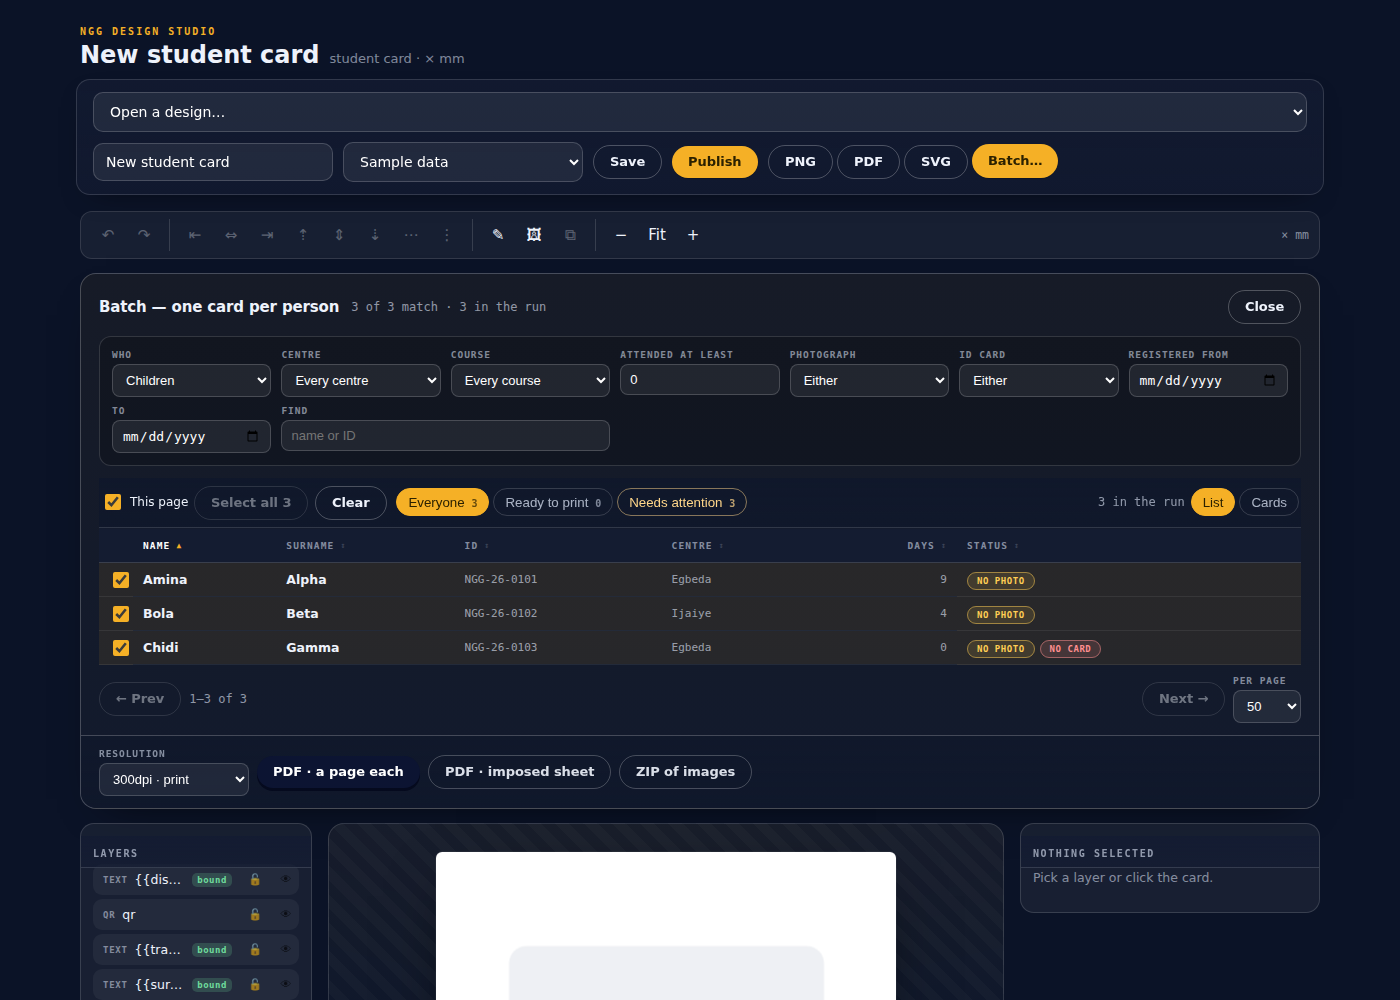 NGG DESIGN STUDIO
New student card student card · × mm
Open a design…
New student card Sample data Save Publish PNG PDF SVG Batch…
Fit × mm
Batch — one card per person 3 of 3 match · 3 in the run Close
WHO CENTRE COURSE ATTENDED AT LEAST PHOTOGRAPH ID CARD REGISTERED FROM
Children Every centre Every course 0 Either Either mm/dd/yyyy
TO FIND
mm/dd/yyyy name or ID
This page Select all 3 Clear Everyone 3 Ready to print 0 Needs attention 3 3 in the run List Cards
NAME ▲ SURNAME ID CENTRE DAYS STATUS
Amina Alpha NGG-26-0101 Egbeda 9 NO PHOTO
Bola Beta NGG-26-0102 Ijaiye 4 NO PHOTO
Chidi Gamma NGG-26-0103 Egbeda 0 NO PHOTO NO CARD
← Prev 1–3 of 3 Next → PER PAGE
50
RESOLUTION
300dpi · print PDF · a page each PDF · imposed sheet ZIP of images
LAYERS NOTHING SELECTED
TEXT {{dis… bound Pick a layer or click the card.
QR qr
TEXT {{tra… bound
TEXT {{sur… bound